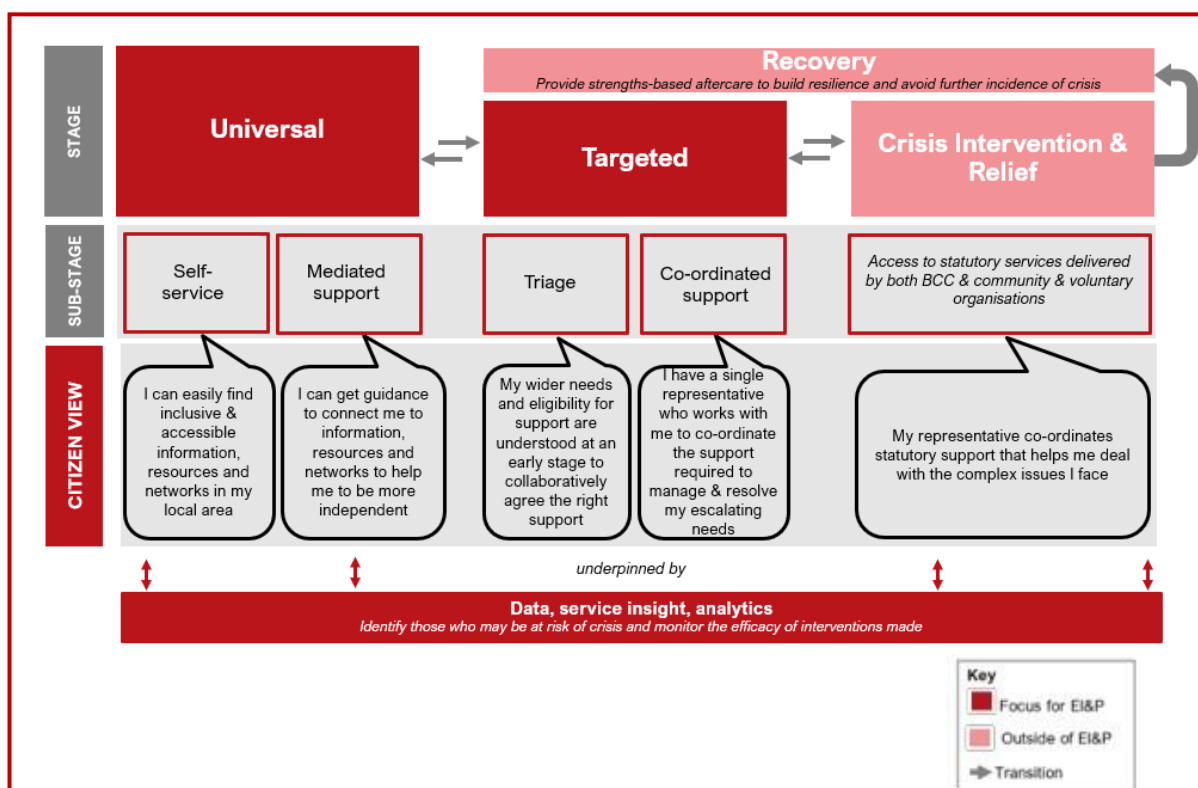 STAGE
Universal
Recovery
Provide strengths-based aftercare to build resilience and avoid further incidence of crisis
Targeted
Crisis Intervention &
Relief
SUB-STAGE
Self-
service
Mediated
support
Triage
Co-ordinated
support
Access to statutory services delivered
by both BCC & community & voluntary
organisations
CITIZEN VIEW
I can easily find
inclusive &
accessible
information,
resources and
networks in my
local area
I can get guidance
to connect me to
information,
resources and
networks to help
me to be more
independent
My wider needs
and eligibility for
support are
understood at an
early stage to
collaboratively
agree the right
support
I have a single
representative
who works with
me to co-ordinate
the support
required to
manage & resolve
my escalating
needs
My representative co-ordinates
statutory support that helps me deal
with the complex issues I face
underpinned by
Data, service insight, analytics
Identify those who may be at risk of crisis and monitor the efficacy of interventions made
Key
Focus for EI&P
Outside of EI&P
Transition